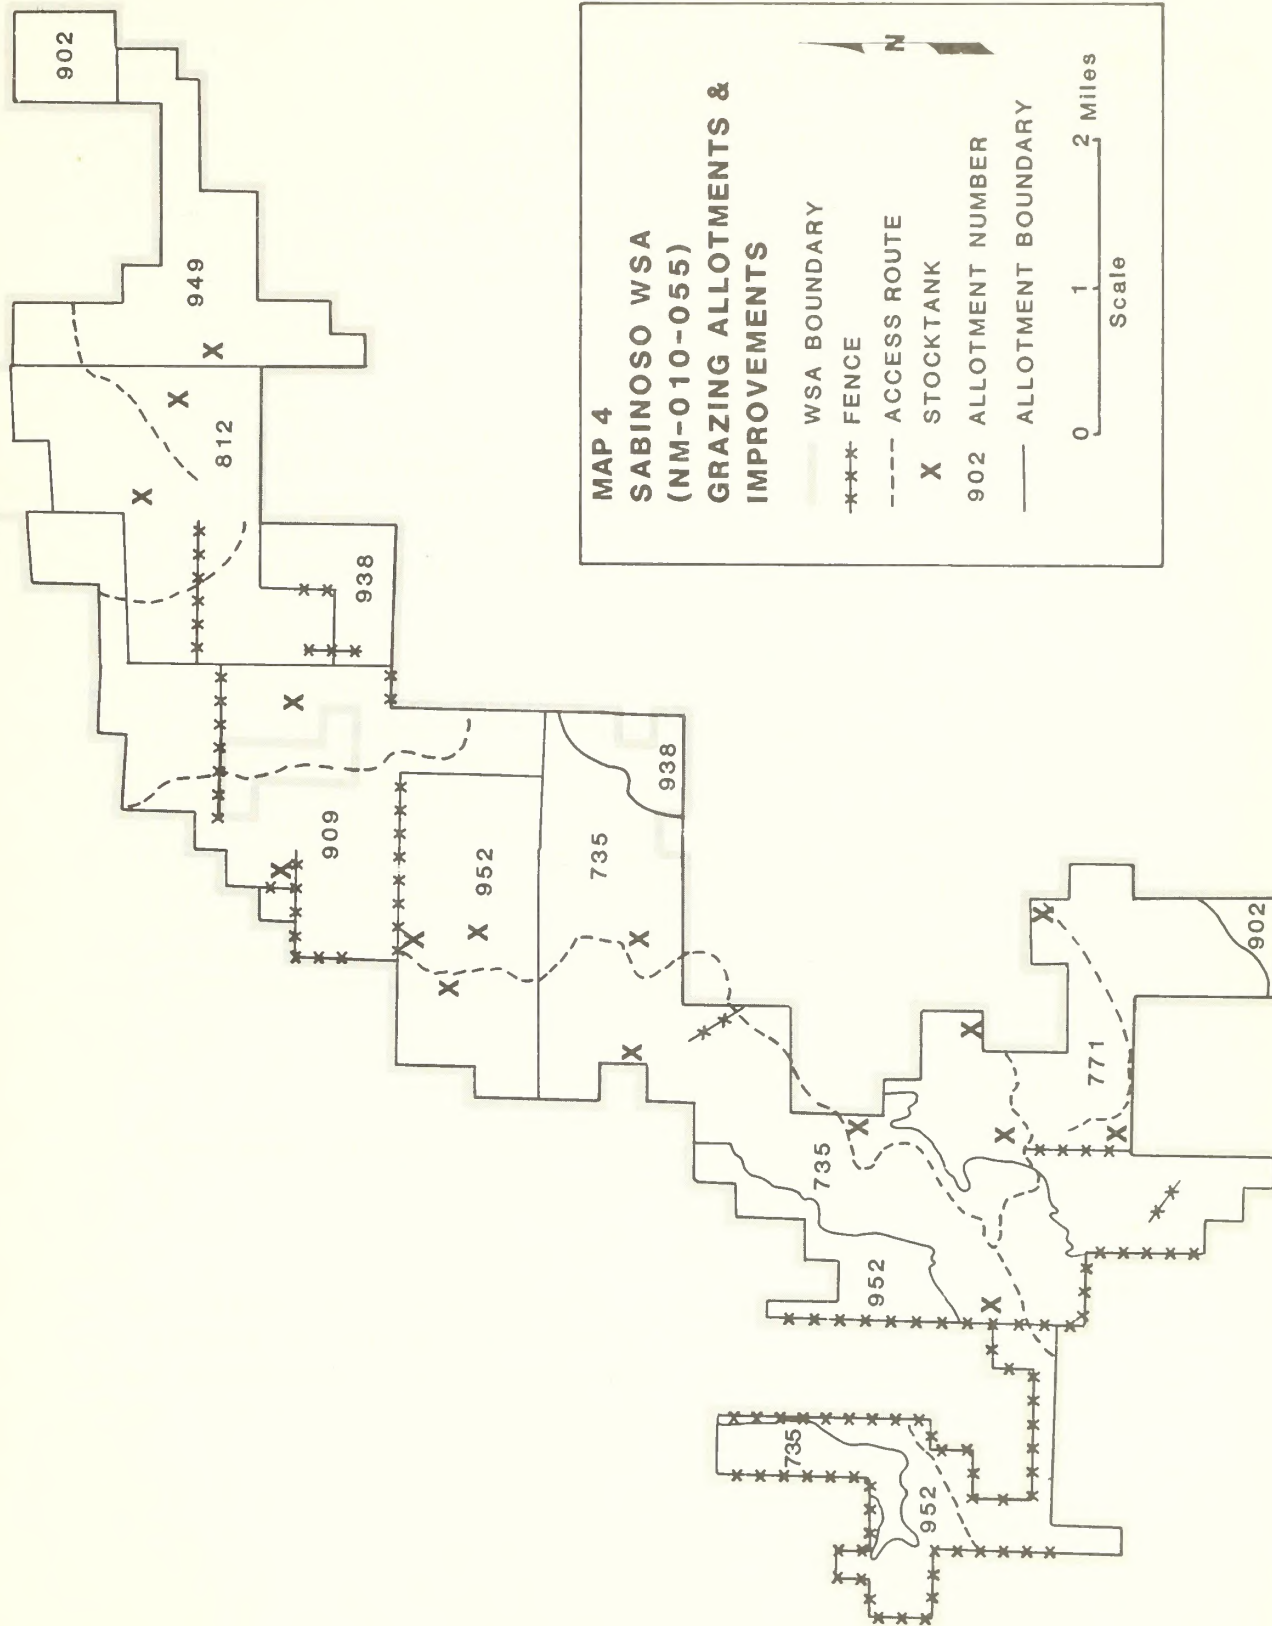 MAP 4
SABINOSO WSA
(NM-010-055)
GRAZING ALLOTMENTS &
IMPROVEMENTS
N
WSA BOUNDARY
FENCE
ACCESS ROUTE
X STOCKTANK
902 ALLOTMENT NUMBER
ALLOTMENT BOUNDARY
0 1 2 Miles
Scale
902
949
812
938
909
952
735
938
735
952
771
902
735
952